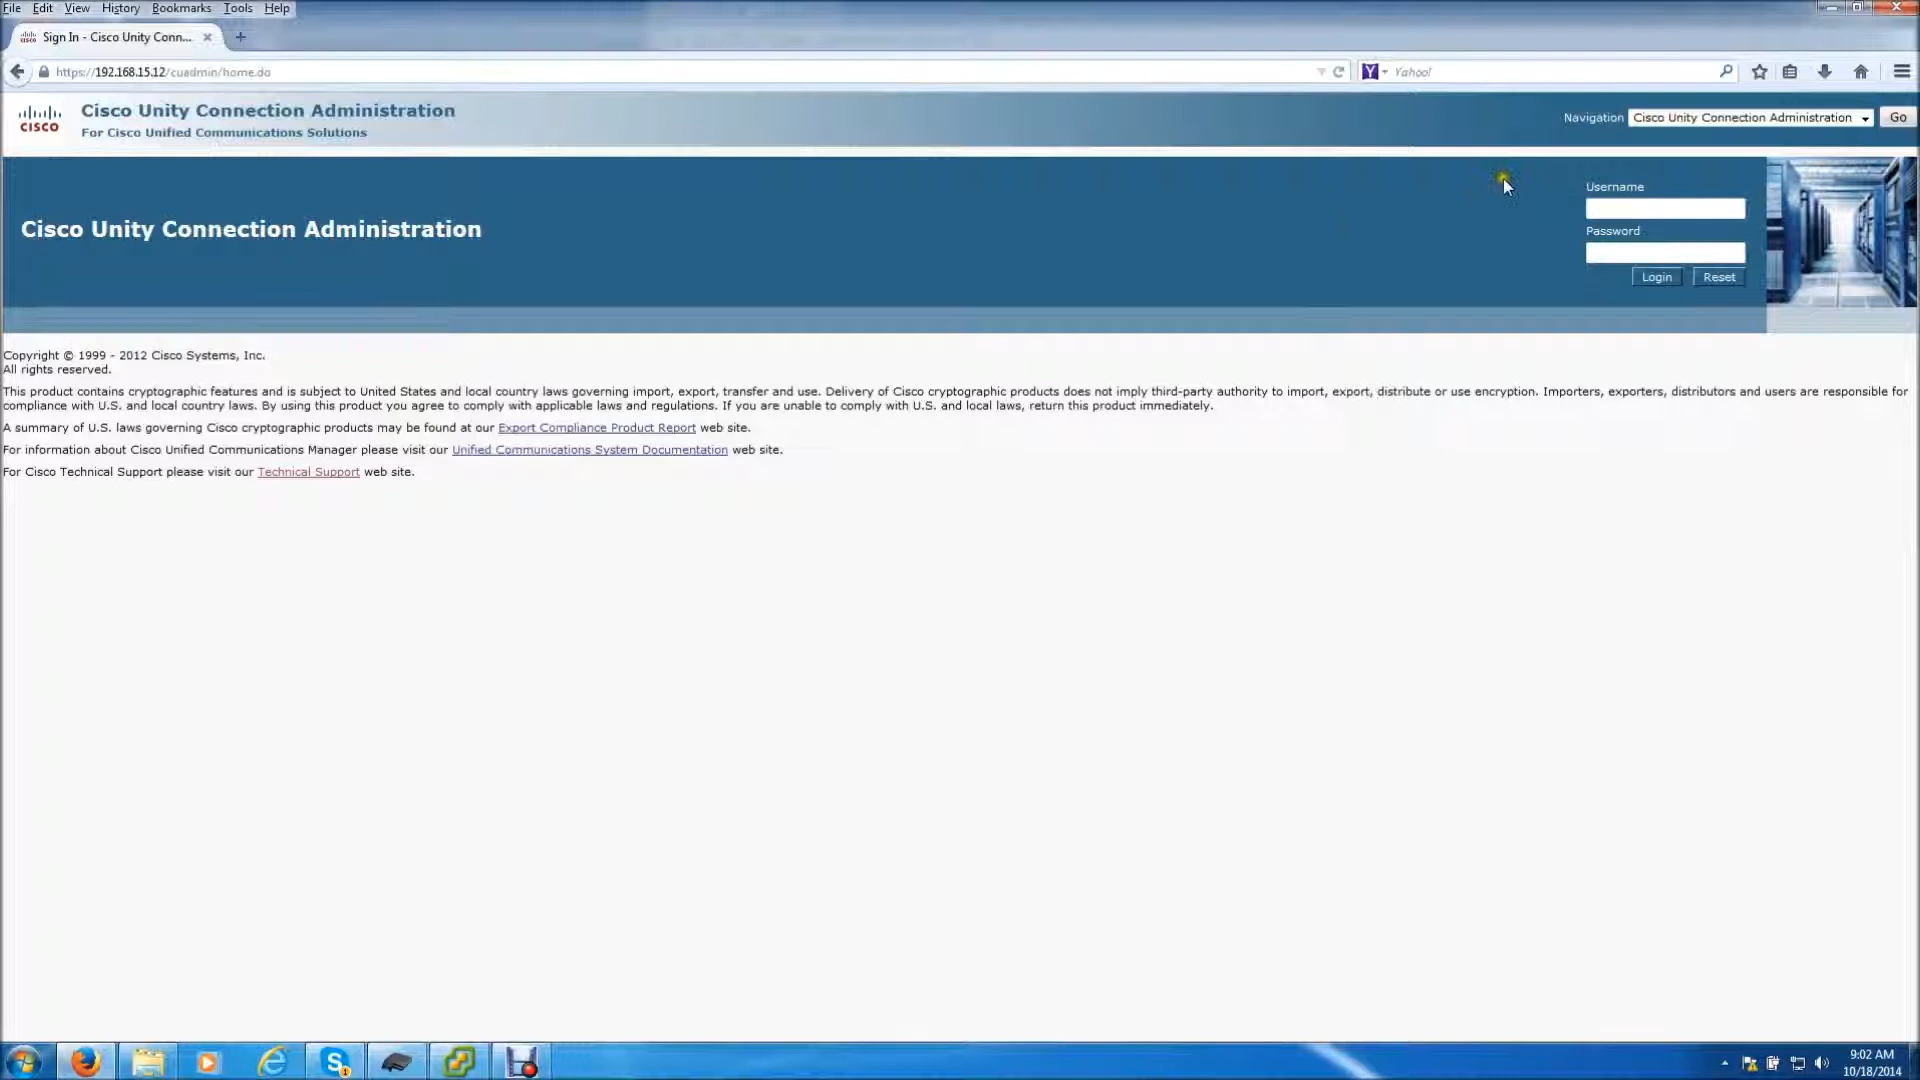 File Edit View History Bookmarks Tools Help
Sign In - Cisco Unity Conn...
https://192.168.15.12/cuadmin/home.do
Yahoo!
CISCO
Cisco Unity Connection Administration
For Cisco Unified Communications Solutions
Navigation Cisco Unity Connection Administration Go
Cisco Unity Connection Administration
Username
Password
Login Reset
Copyright © 1999 - 2012 Cisco Systems, Inc.
All rights reserved.
This product contains cryptographic features and is subject to United States and local country laws governing import, export, transfer and use. Delivery of Cisco cryptographic products does not imply third-party authority to import, export, distribute or use encryption. Importers, exporters, distributors and users are responsible for
compliance with U.S. and local country laws. By using this product you agree to comply with applicable laws and regulations. If you are unable to comply with U.S. and local laws, return this product immediately.
A summary of U.S. laws governing Cisco cryptographic products may be found at our Export Compliance Product Report web site.
For information about Cisco Unified Communications Manager please visit our Unified Communications System Documentation web site.
For Cisco Technical Support please visit our Technical Support web site.
9:02 AM
10/18/2014